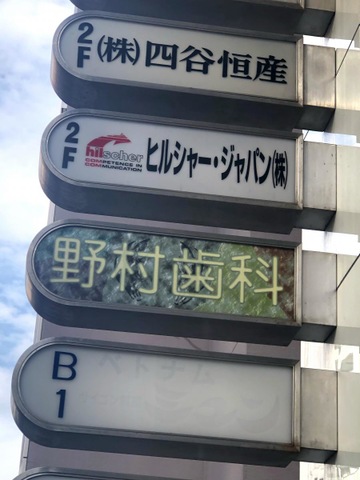 2F (株)四谷恒産
2F hilscher COMPETENCE IN COMMUNICATION ヒルシャー・ジャパン(株)
野村歯科
B1